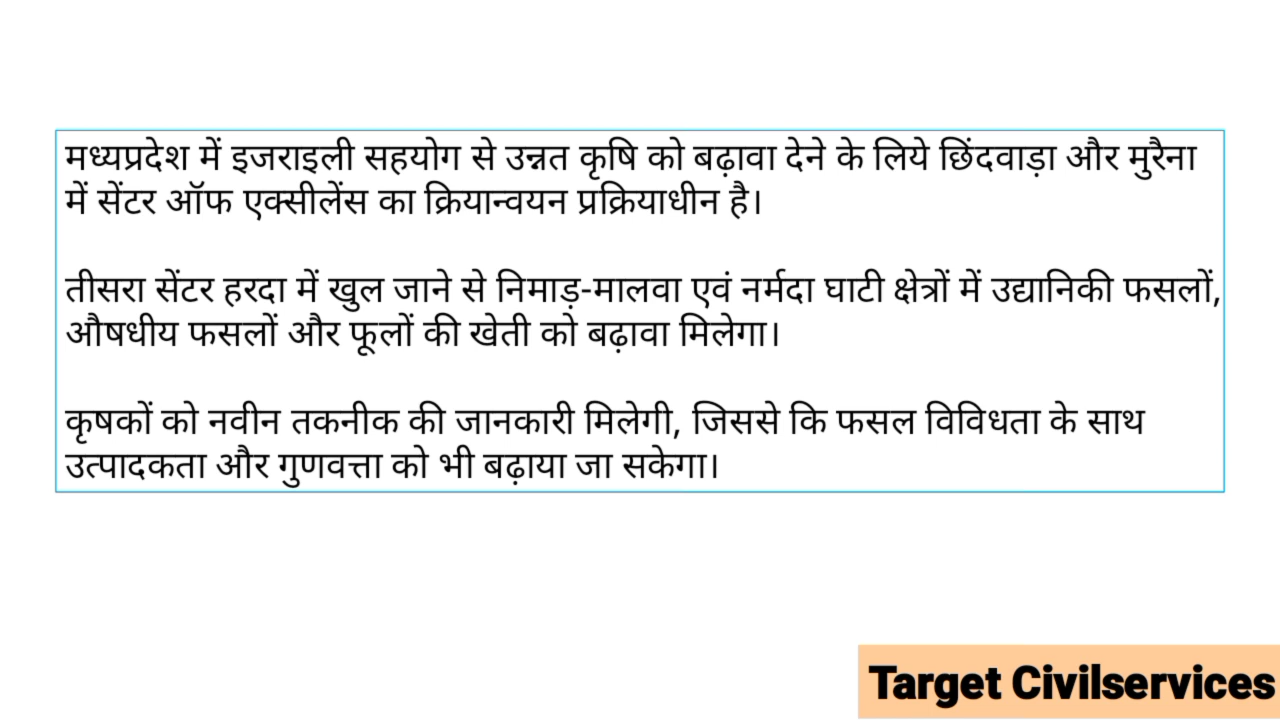 मध्यप्रदेश में इजराइली सहयोग से उन्नत कृषि को बढ़ावा देने के लिये छिंदवाड़ा और मुरैना
में सेंटर ऑफ एक्सीलेंस का क्रियान्वयन प्रक्रियाधीन है।
तीसरा सेंटर हरदा में खुल जाने से निमाड़-मालवा एवं नर्मदा घाटी क्षेत्रों में उद्यानिकी फसलों,
औषधीय फसलों और फूलों की खेती को बढ़ावा मिलेगा।
कृषकों को नवीन तकनीक की जानकारी मिलेगी, जिससे कि फसल विविधता के साथ
उत्पादकता और गुणवत्ता को भी बढ़ाया जा सकेगा।
Target Civilservices